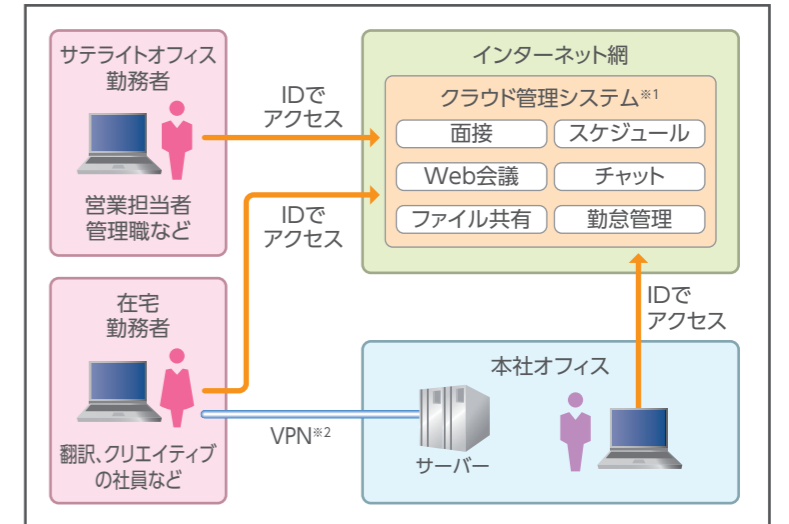 サテライトオフィス
勤務者
営業担当者
管理職など
IDで
アクセス
インターネット網
クラウド管理システム※1
面接
スケジュール
Web会議
チャット
ファイル共有
勤怠管理
IDで
アクセス
在宅
勤務者
翻訳、クリエイティブ
の社員など
VPN※2
IDで
アクセス
本社オフィス
サーバー